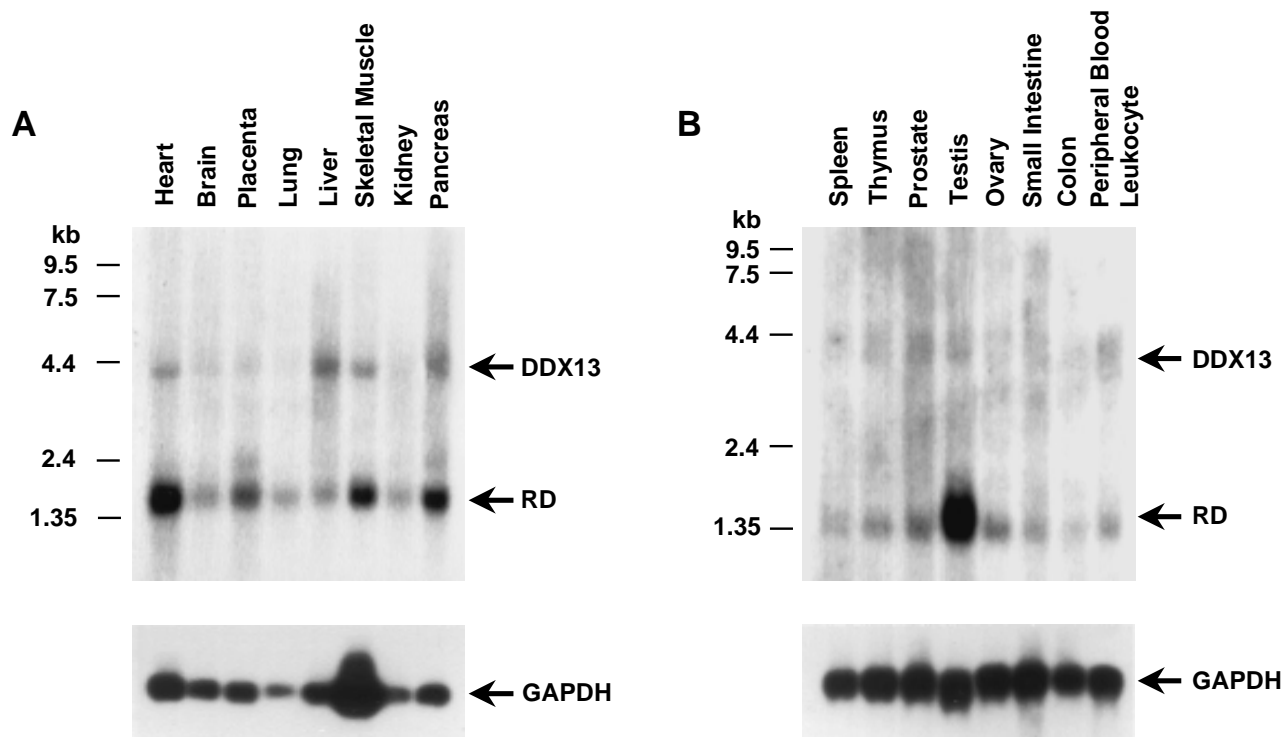 A
Heart
Brain
Placenta
Lung
Liver
Skeletal Muscle
Kidney
Pancreas
kb
9.5
7.5
4.4
2.4
1.35
DDX13
RD
GAPDH
B
Spleen
Thymus
Prostate
Testis
Ovary
Small Intestine
Colon
Peripheral Blood
Leukocyte
kb
9.5
7.5
4.4
2.4
1.35
DDX13
RD
GAPDH